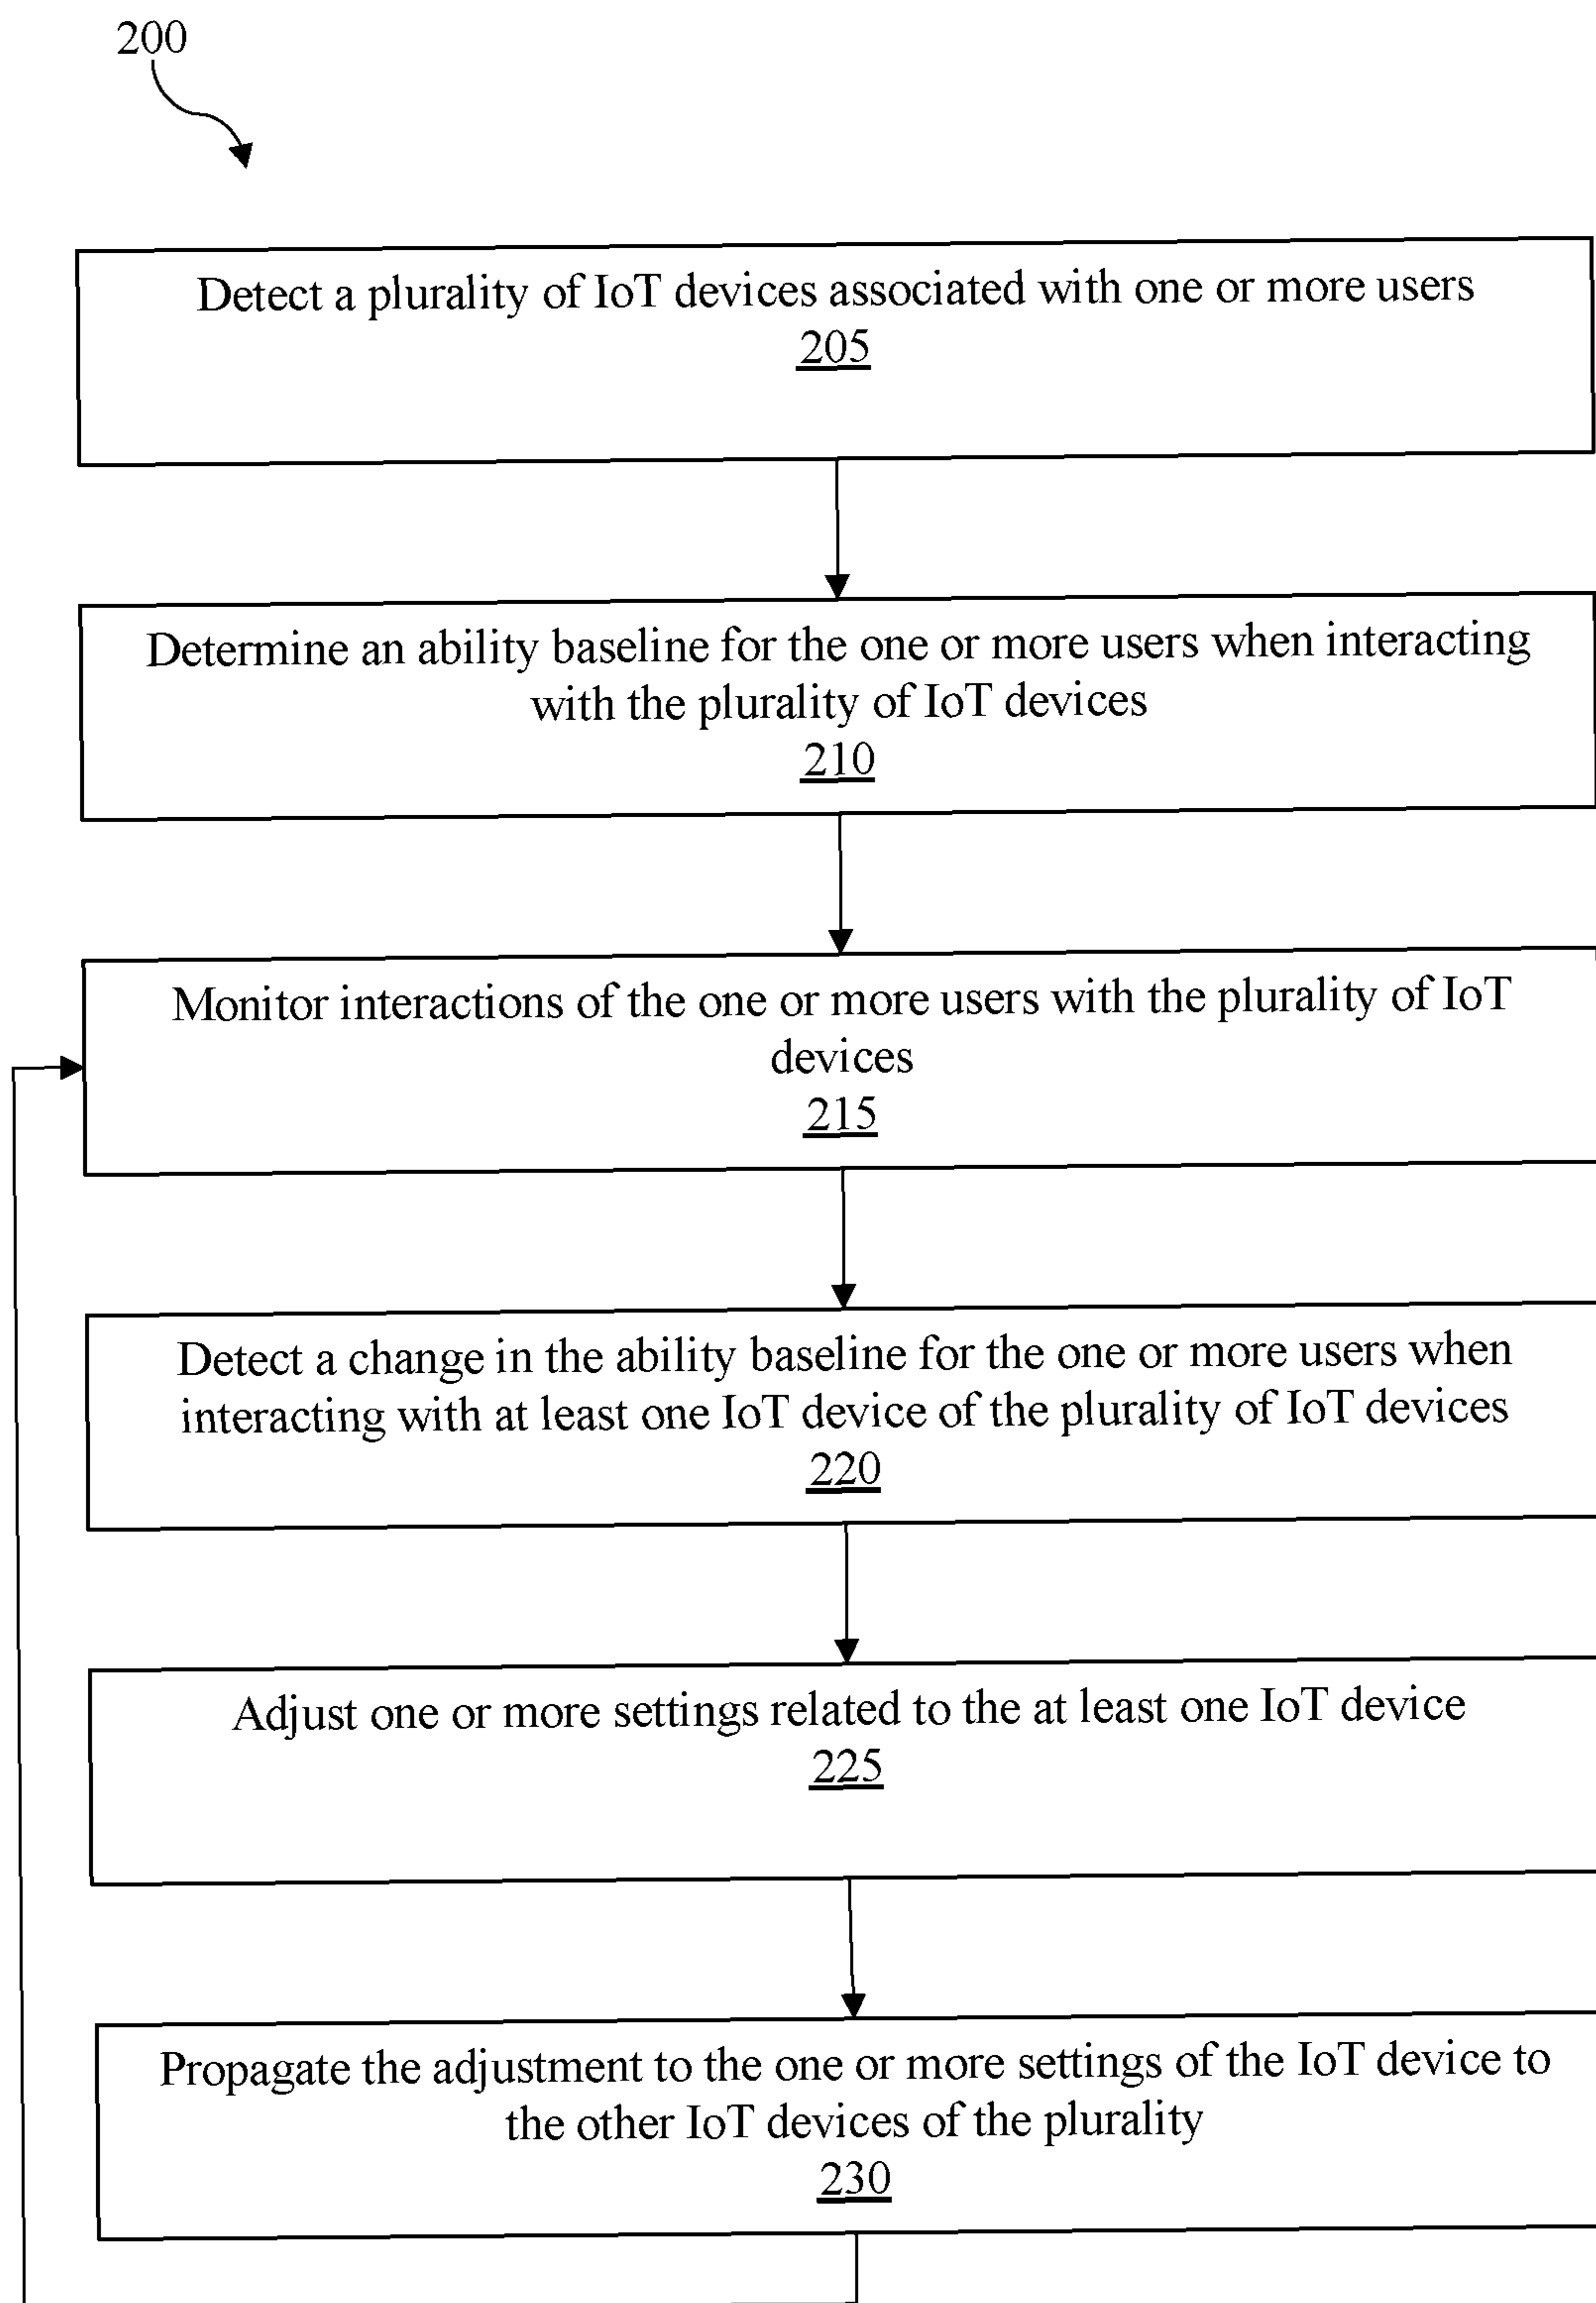 200
Detect a plurality of IoT devices associated with one or more users
205
Determine an ability baseline for the one or more users when interacting
with the plurality of IoT devices
210
Monitor interactions of the one or more users with the plurality of IoT
devices
215
Detect a change in the ability baseline for the one or more users when
interacting with at least one IoT device of the plurality of IoT devices
220
Adjust one or more settings related to the at least one IoT device
225
Propagate the adjustment to the one or more settings of the IoT device to
the other IoT devices of the plurality
230